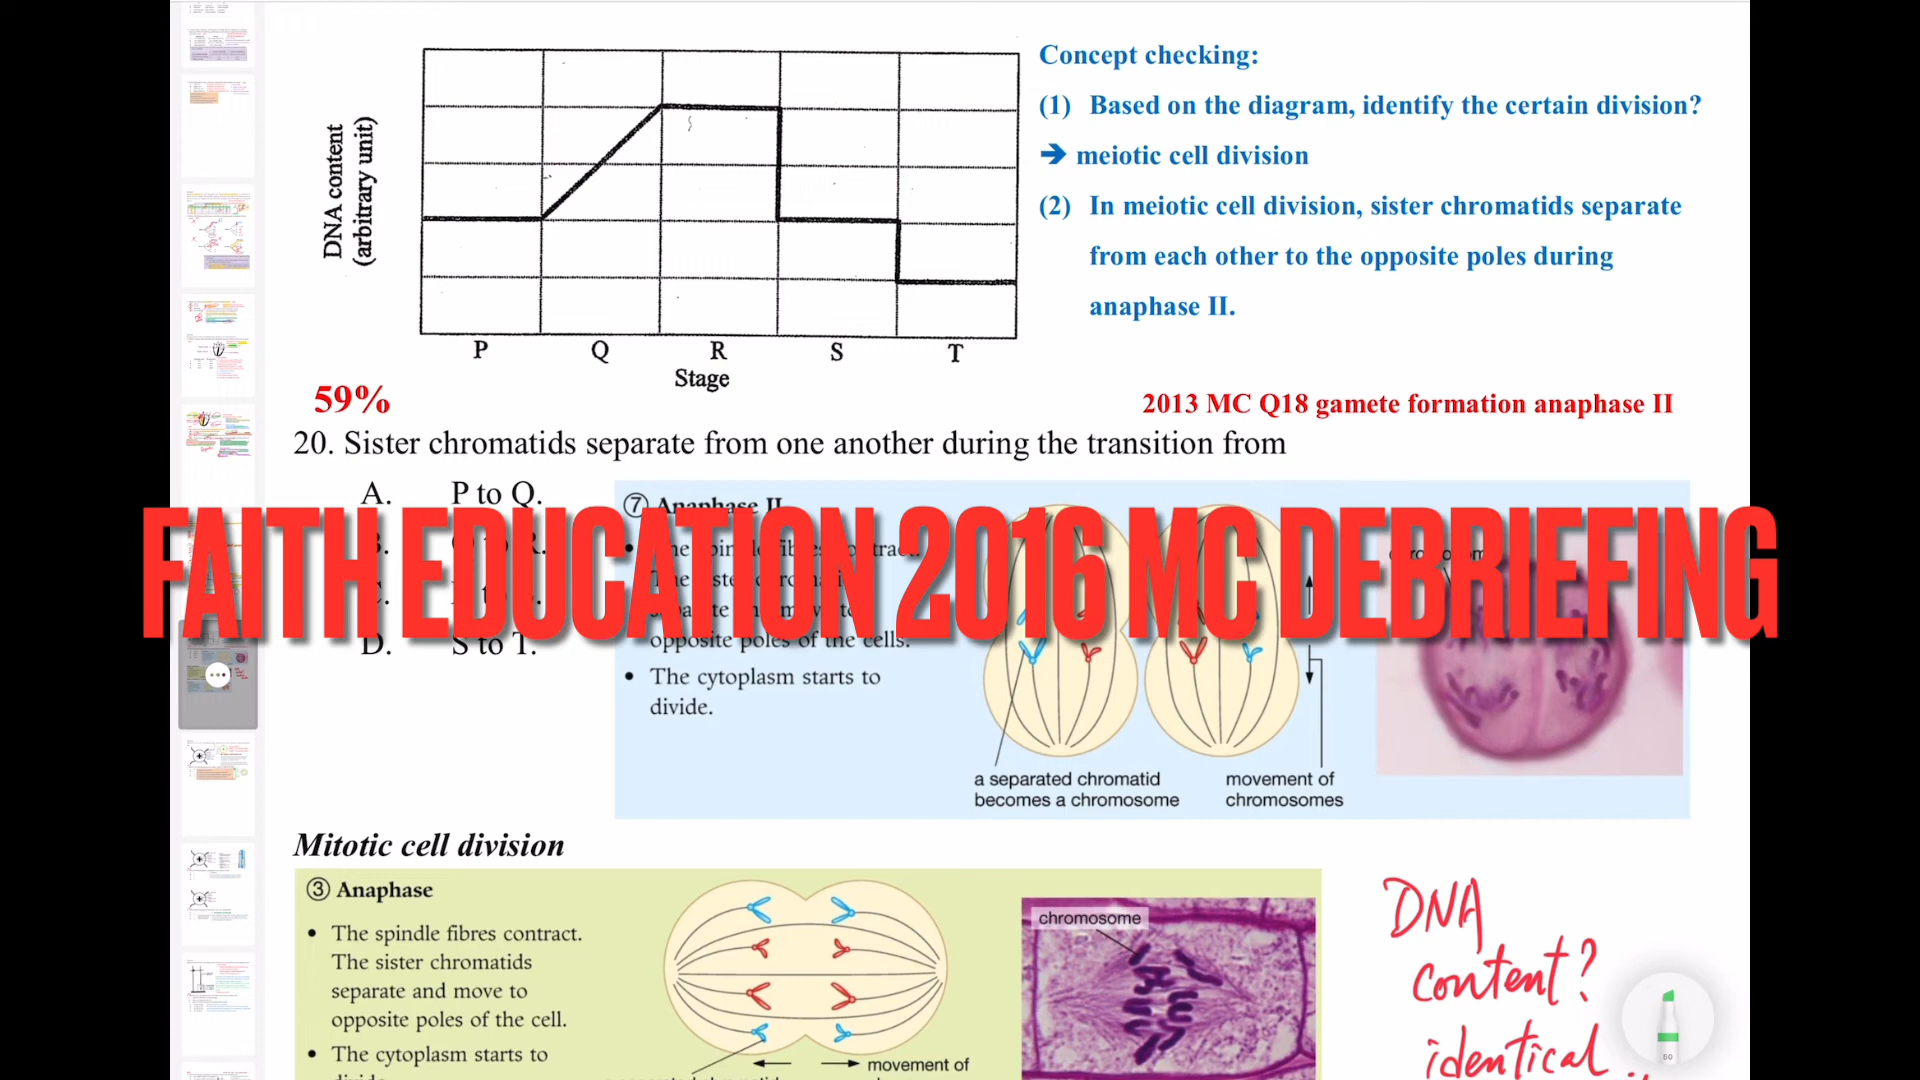 Concept checking:
(1) Based on the diagram, identify the certain division?
➔ meiotic cell division
(2) In meiotic cell division, sister chromatids separate
from each other to the opposite poles during
anaphase II.
DNA content
(arbitrary unit)
P Q R S T
Stage
59%
2013 MC Q18 gamete formation anaphase II
20. Sister chromatids separate from one another during the transition from
A. P to Q.
D. S to T.
FAITH EDUCATION 2016 MC DEBRIEFING
⑦ Anaphase II
opposite poles of the cells.
• The cytoplasm starts to
divide.
a separated chromatid
becomes a chromosome
movement of
chromosomes
Mitotic cell division
③ Anaphase
• The spindle fibres contract.
The sister chromatids
separate and move to
opposite poles of the cell.
• The cytoplasm starts to
movement of
chromosome
DNA
content?
identical
50